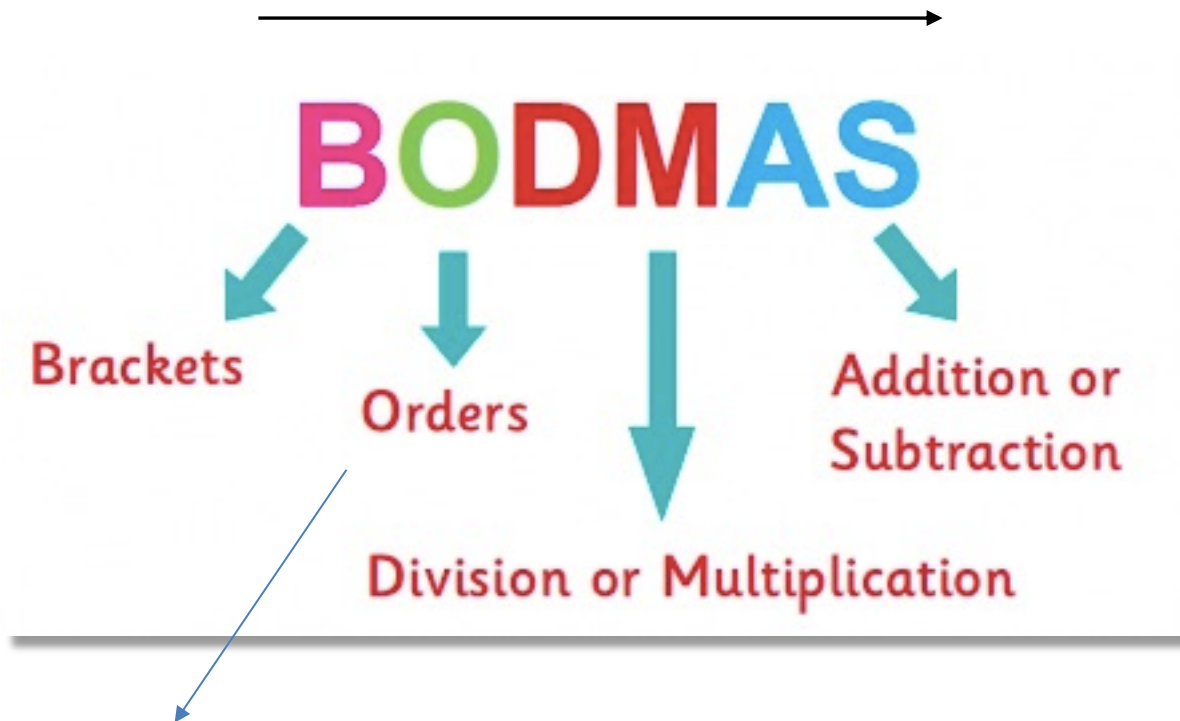 BODMAS
Brackets
Orders
Addition or
Subtraction
Division or Multiplication